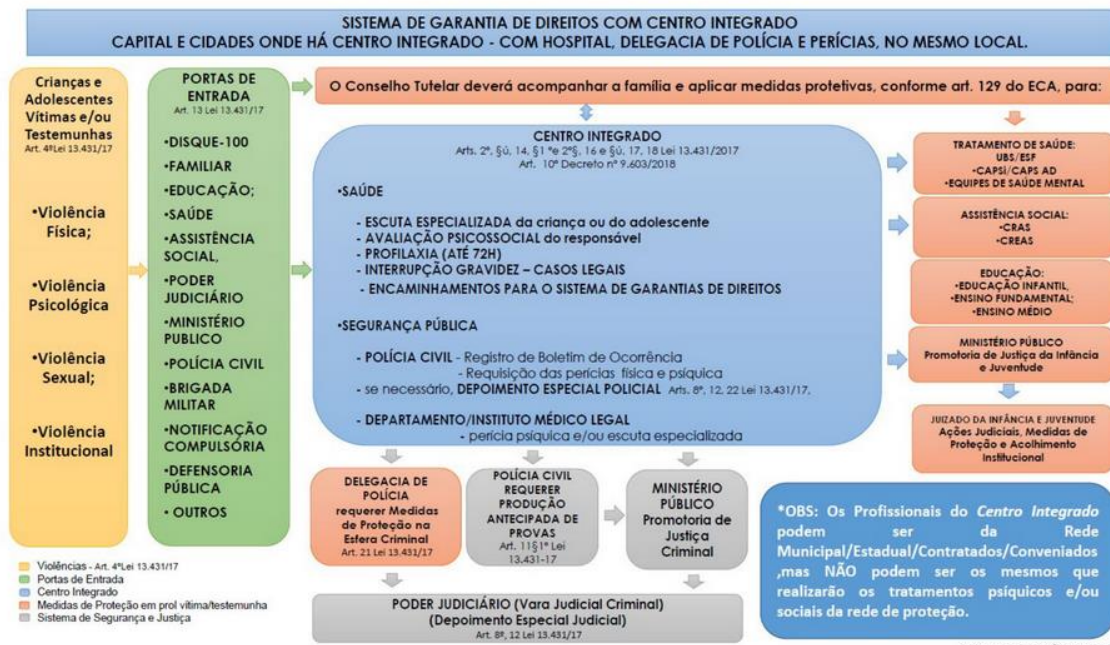 SISTEMA DE GARANTIA DE DIREITOS COM CENTRO INTEGRADO
CAPITAL E CIDADES ONDE HÁ CENTRO INTEGRADO - COM HOSPITAL, DELEGACIA DE POLÍCIA E PERÍCIAS, NO MESMO LOCAL.
Crianças e
Adolescentes
Vítimas e/ou
Testemunhas
Art. 4ºLei 13.431/17
•Violência
Física;
•Violência
Psicológica
•Violência
Sexual;
•Violência
Institucional
PORTAS DE
ENTRADA
Art. 13 Lei 13.431/17
•DISQUE-100
•FAMILIAR
•EDUCAÇÃO;
•SAÚDE
•ASSISTÊNCIA
SOCIAL,
•PODER
JUDICIÁRIO
•MINISTÉRIO
PUBLICO
•POLÍCIA CIVIL
•BRIGADA
MILITAR
•NOTIFICAÇÃO
COMPULSÓRIA
•DEFENSORIA
PÚBLICA
• OUTROS
O Conselho Tutelar deverá acompanhar a família e aplicar medidas protetivas, conforme art. 129 do ECA, para:
CENTRO INTEGRADO
Arts. 2º, §ú, 14, §1 ºe 2º§, 16 e §ú, 17, 18 Lei 13.431/2017
Art. 10º Decreto nº 9.603/2018
•SAÚDE
- ESCUTA ESPECIALIZADA da criança ou do adolescente
- AVALIAÇÃO PSICOSSOCIAL do responsável
- PROFILAXIA (ATÉ 72H)
- INTERRUPÇÃO GRAVIDEZ – CASOS LEGAIS
- ENCAMINHAMENTOS PARA O SISTEMA DE GARANTIAS DE DIREITOS
•SEGURANÇA PÚBLICA
- POLÍCIA CIVIL - Registro de Boletim de Ocorrência
- Requisição das perícias física e psíquica
- se necessário, DEPOIMENTO ESPECIAL POLICIAL Arts. 8º, 12, 22 Lei 13.431/17.
- DEPARTAMENTO/INSTITUTO MÉDICO LEGAL
- perícia psíquica e/ou escuta especializada
TRATAMENTO DE SAÚDE:
UBS/ESF
•CAPSi/CAPS AD
•EQUIPES DE SAÚDE MENTAL
ASSISTÊNCIA SOCIAL:
•CRAS
•CREAS
EDUCAÇÃO:
•EDUCAÇÃO INFANTIL,
•ENSINO FUNDAMENTAL;
•ENSINO MÉDIO
MINISTÉRIO PÚBLICO
Promotoria de Justiça da Infância
e Juventude
JUIZADO DA INFÂNCIA E JUVENTUDE
Ações Judiciais, Medidas de
Proteção e Acolhimento
Institucional
DELEGACIA DE
POLÍCIA
requerer Medidas
de Proteção na
Esfera Criminal
Art. 21 Lei 13.431/17
POLÍCIA CIVIL
REQUERER
PRODUÇÃO
ANTECIPADA DE
PROVAS
Art. 11§1º Lei
13.431-17
MINISTÉRIO
PÚBLICO
Promotoria de
Justiça
Criminal
PODER JUDICIÁRIO (Vara Judicial Criminal)
(Depoimento Especial Judicial)
Art. 8º, 12 Lei 13.431/17
*OBS: Os Profissionais do Centro Integrado
podem ser da Rede
Municipal/Estadual/Contratados/Conveniados
,mas NÃO podem ser os mesmos que
realizarão os tratamentos psíquicos e/ou
sociais da rede de proteção.
Violências - Art. 4ºLei 13.431/17
Portas de Entrada
Centro Integrado
Medidas de Proteção em prol vítima/testemunha
Sistema de Segurança e Justiça